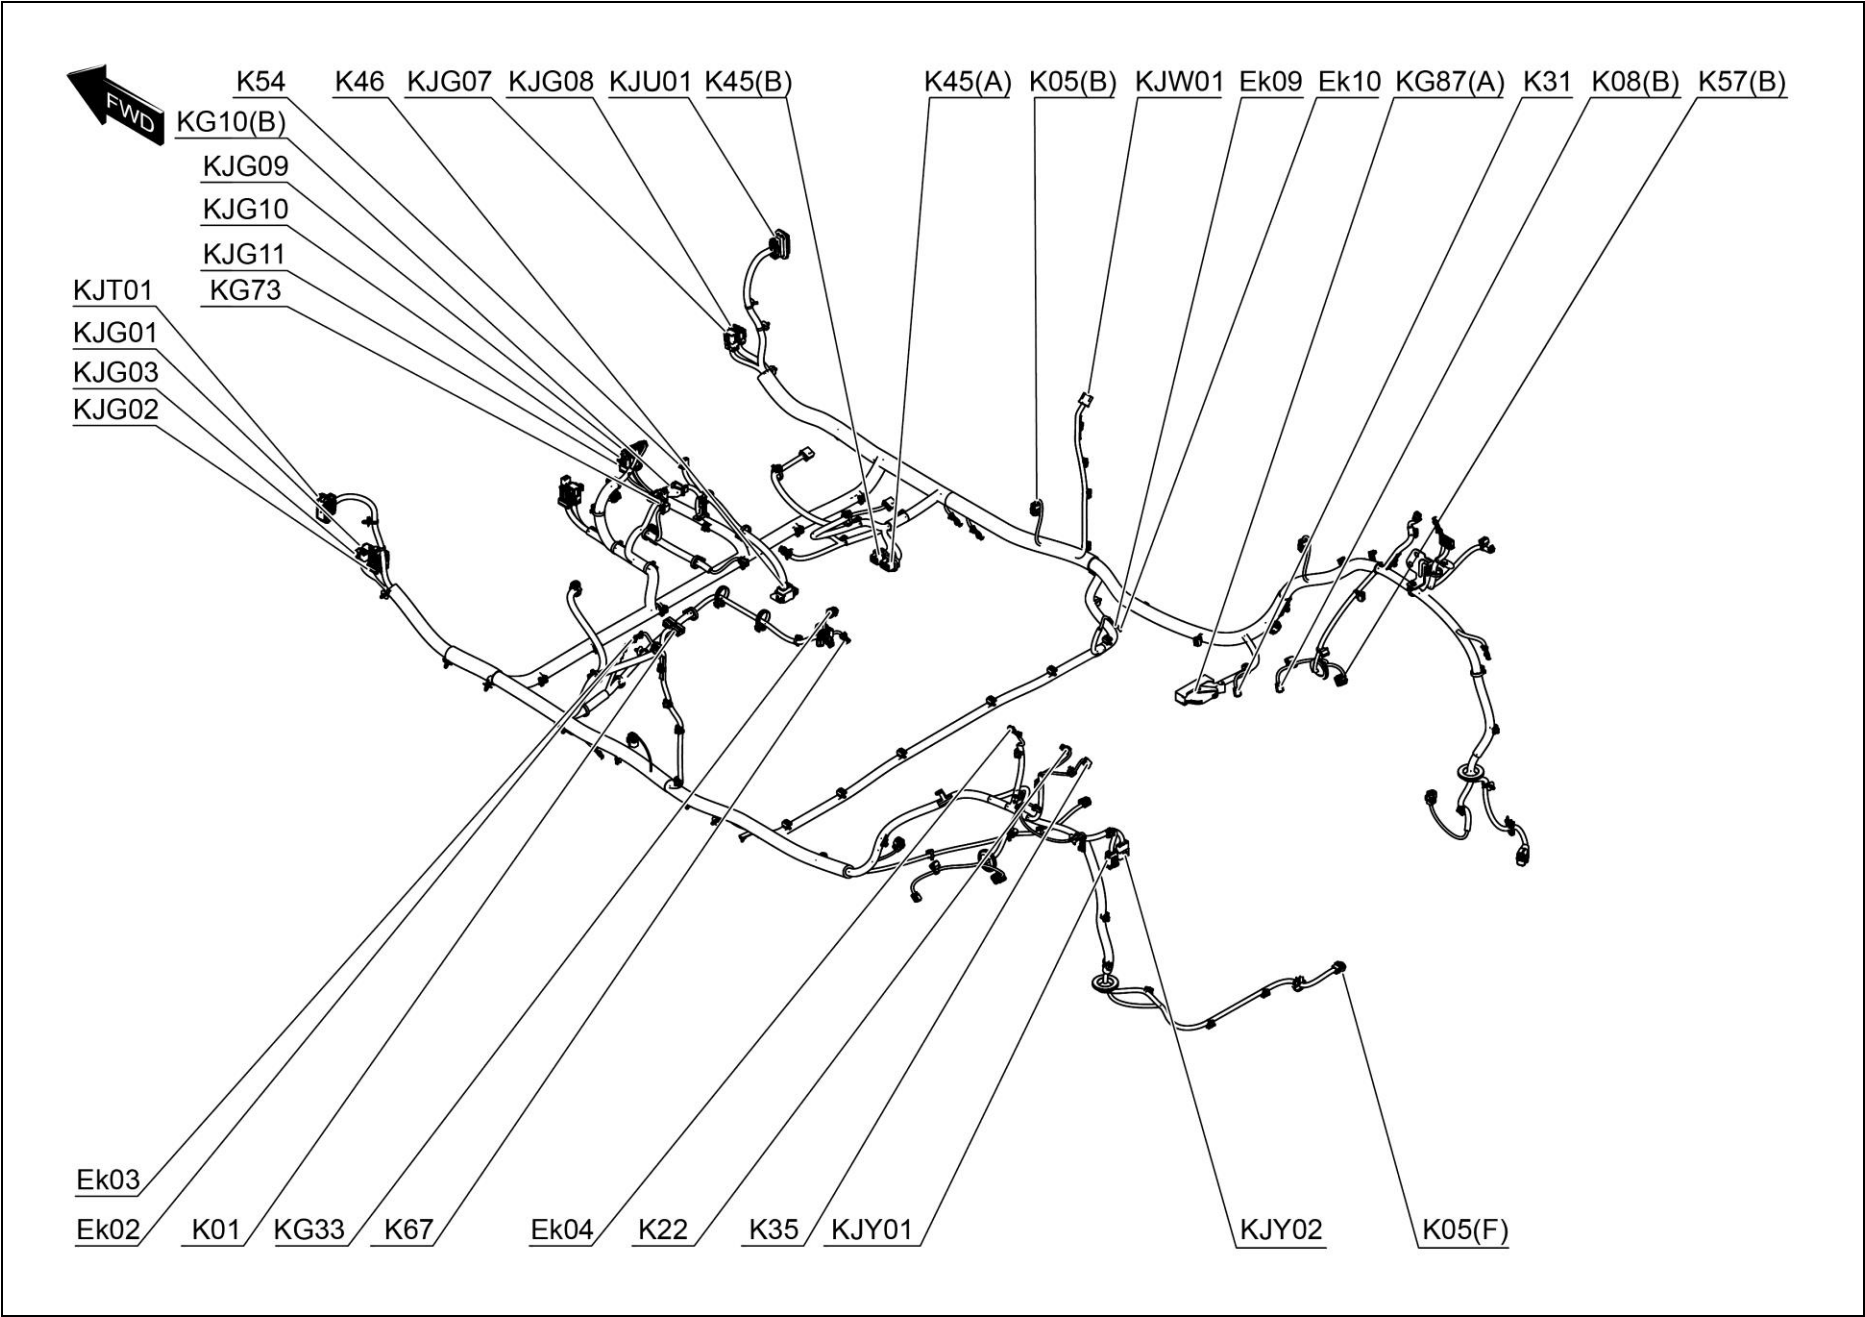 FWD
K54
K46
KJG07
KJG08
KJU01
K45(B)
K45(A)
K05(B)
KJW01
Ek09
Ek10
KG87(A)
K31
K08(B)
K57(B)
KG10(B)
KJG09
KJG10
KJG11
KG73
KJT01
KJG01
KJG03
KJG02
Ek03
Ek02
K01
KG33
K67
Ek04
K22
K35
KJY01
KJY02
K05(F)